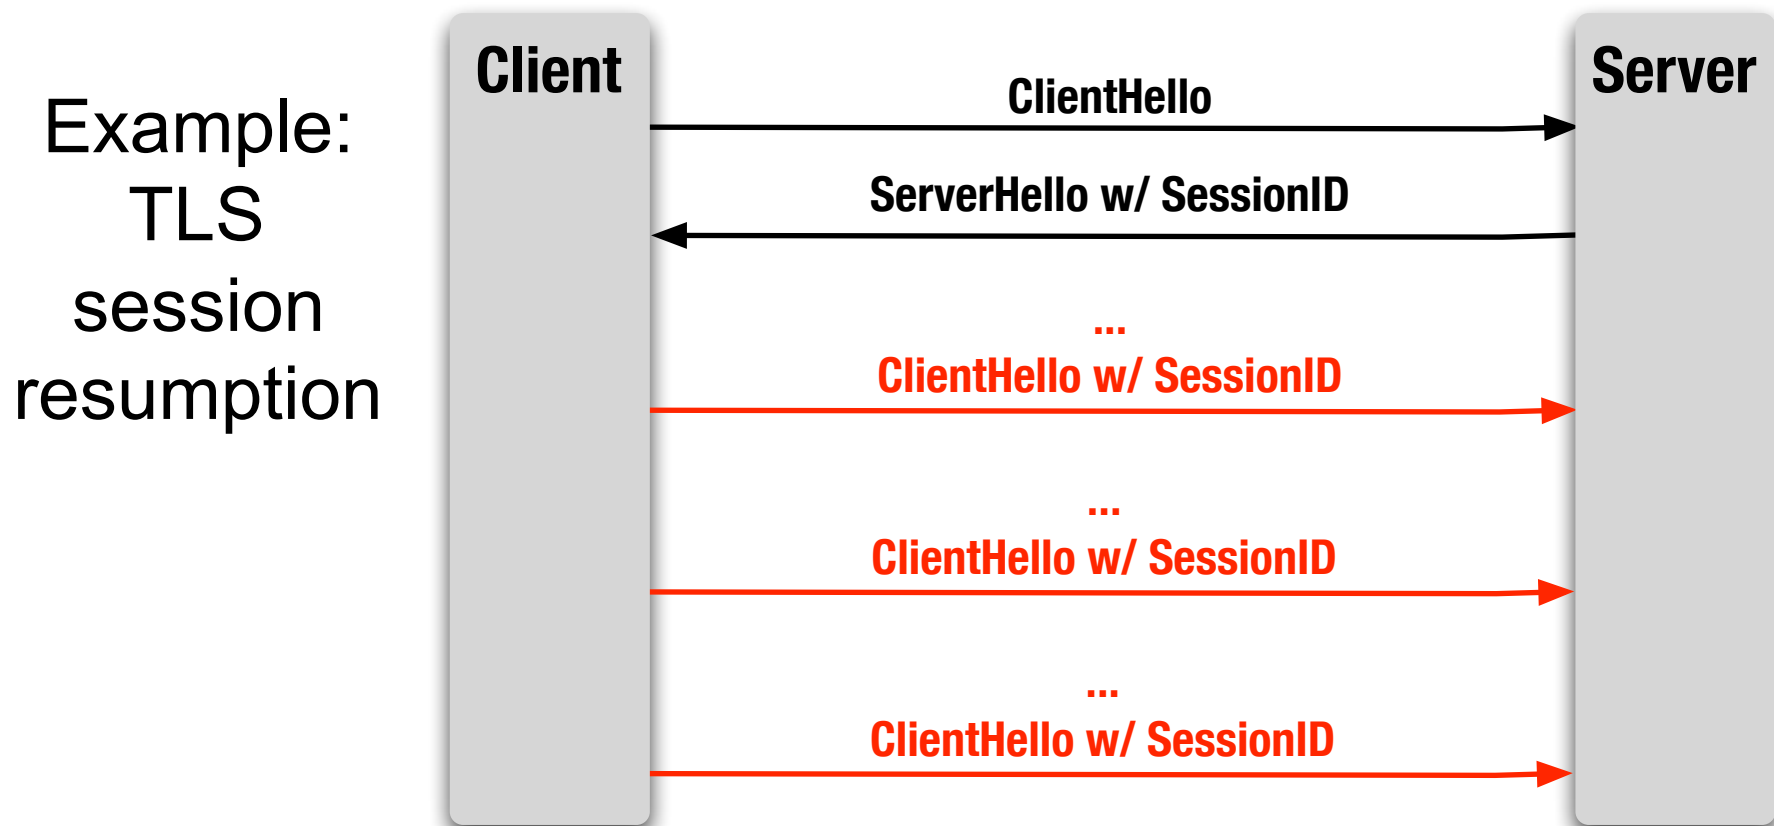 Example:
TLS
session
resumption
Client
Server
ClientHello
ServerHello w/ SessionID
...
ClientHello w/ SessionID
...
ClientHello w/ SessionID
...
ClientHello w/ SessionID